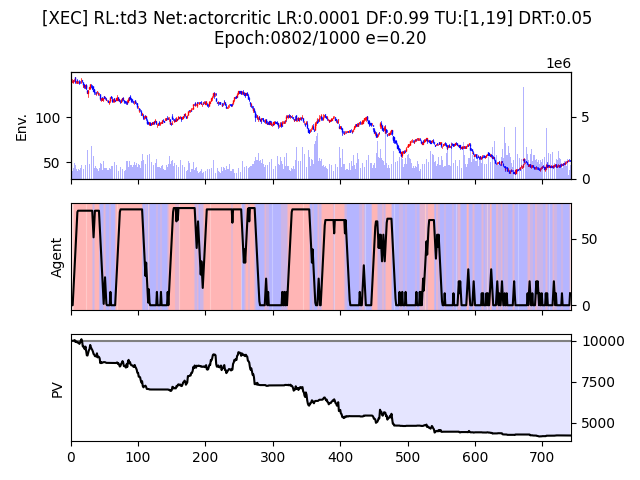 [XEC] RL:td3 Net:actorcritic LR:0.0001 DF:0.99 TU:[1,19] DRT:0.05
Epoch:0802/1000 e=0.20
1e6
Env.
100
50
5
0
Agent
50
0
PV
10000
7500
5000
0 100 200 300 400 500 600 700